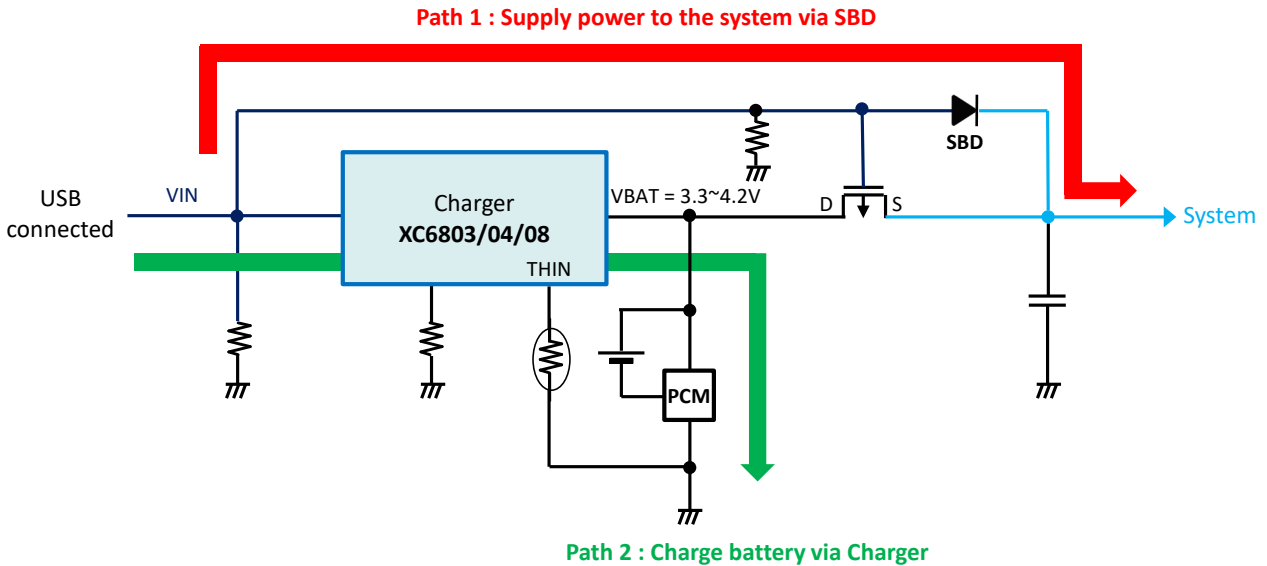 Path 1 : Supply power to the system via SBD
SBD
USB
connected
VIN
Charger
XC6803/04/08
THIN
VBAT = 3.3~4.2V
D
S
System
PCM
Path 2 : Charge battery via Charger